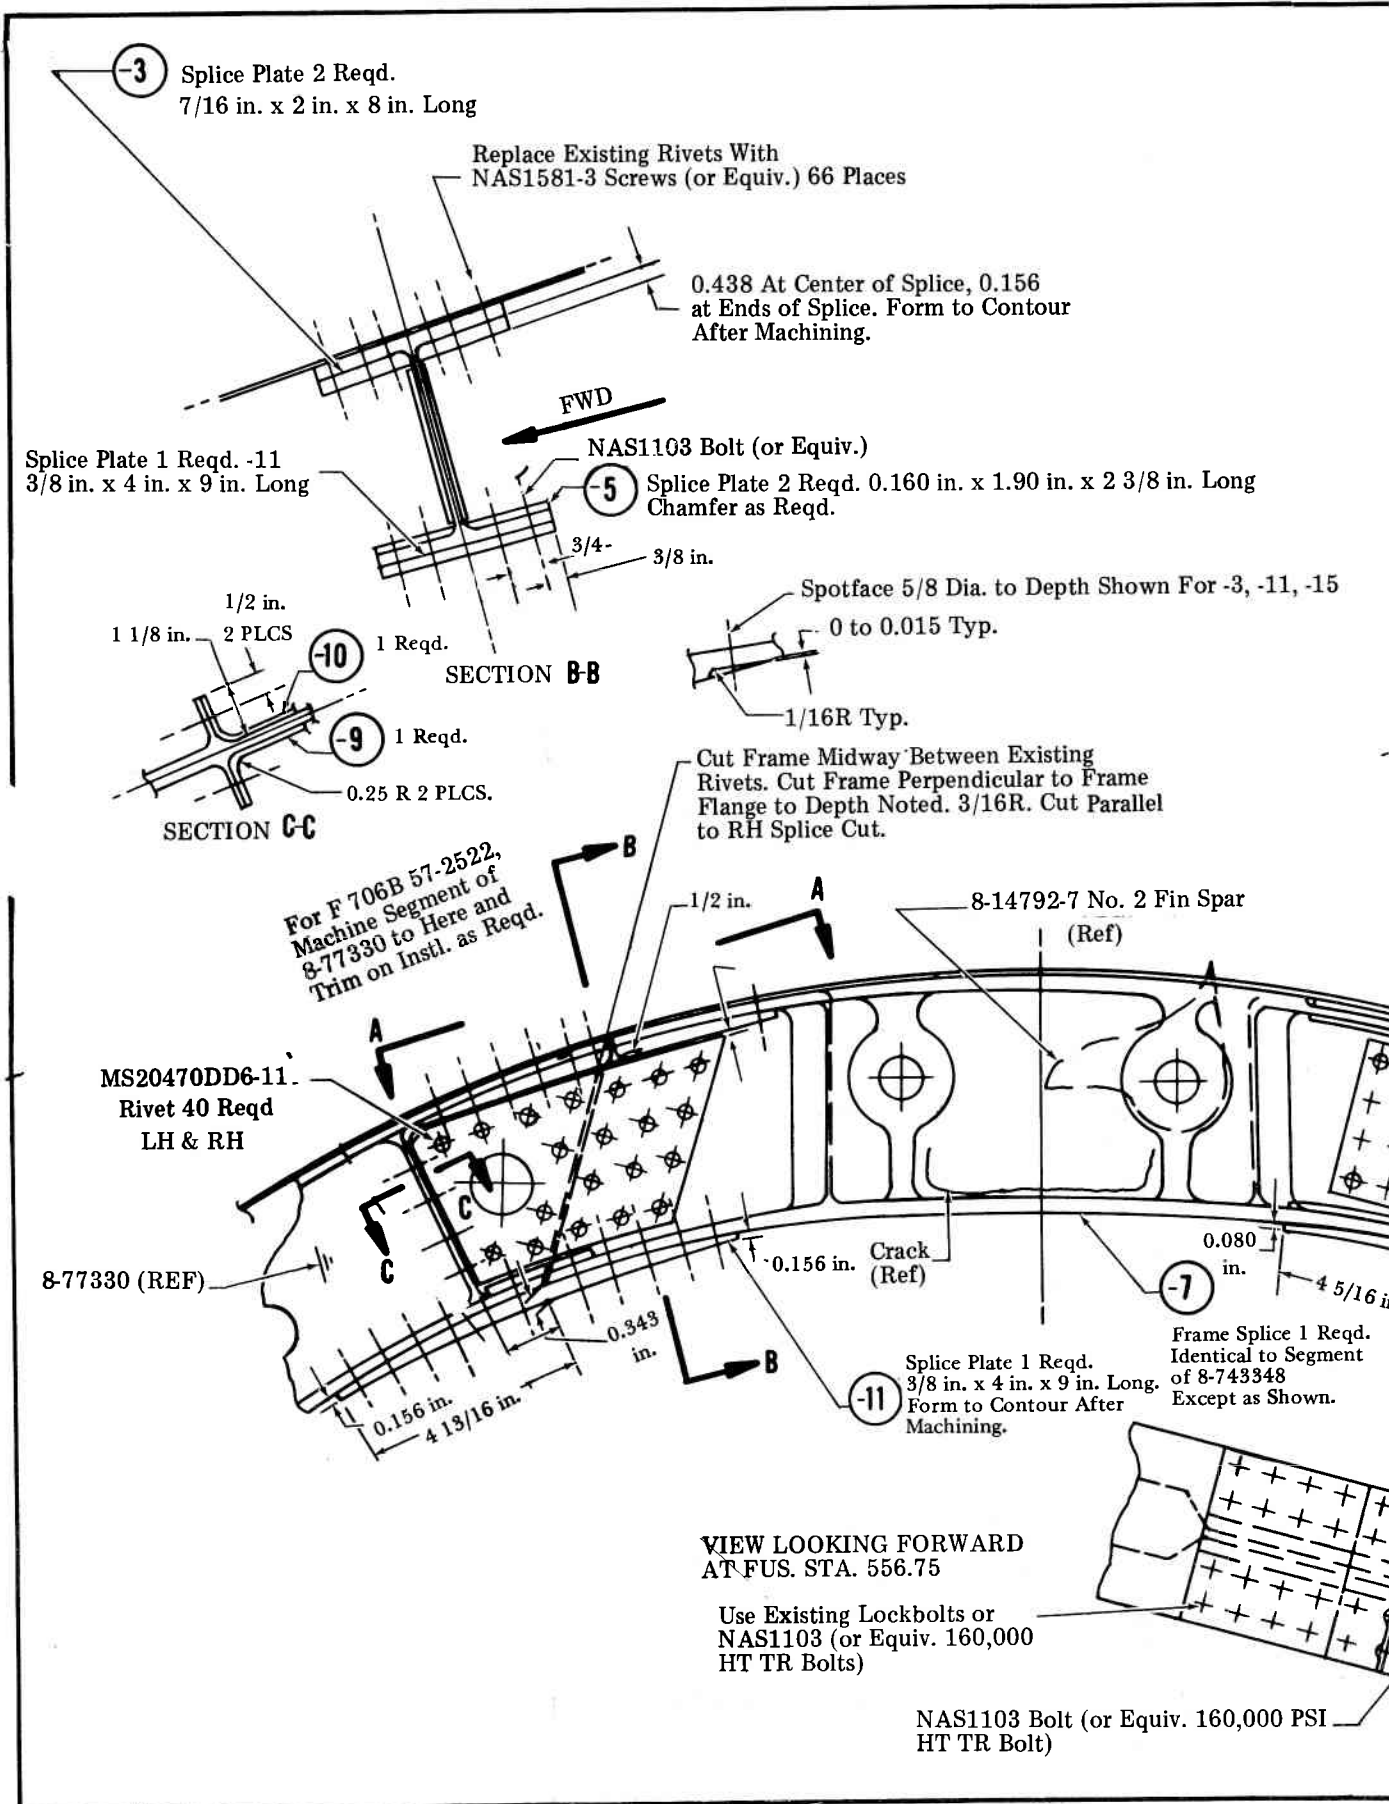 -3
Splice Plate 2 Reqd.
7/16 in. x 2 in. x 8 in. Long
Replace Existing Rivets With
NAS1581-3 Screws (or Equiv.) 66 Places
0.438 At Center of Splice, 0.156
at Ends of Splice. Form to Contour
After Machining.
FWD
NAS1103 Bolt (or Equiv.)
Splice Plate 1 Reqd. -11
3/8 in. x 4 in. x 9 in. Long
-5
Splice Plate 2 Reqd. 0.160 in. x 1.90 in. x 2 3/8 in. Long
Chamfer as Reqd.
3/4-
3/8 in.
Spotface 5/8 Dia. to Depth Shown For -3, -11, -15
0 to 0.015 Typ.
1/16R Typ.
SECTION B-B
1/2 in.
2 PLCS
1 1/8 in.
-10
1 Reqd.
-9
1 Reqd.
0.25 R 2 PLCS.
SECTION C-C
Cut Frame Midway Between Existing
Rivets. Cut Frame Perpendicular to Frame
Flange to Depth Noted. 3/16R. Cut Parallel
to RH Splice Cut.
For F 706B 57-2522,
Machine Segment of
8-77330 to Here and
Trim on Instl. as Reqd.
B
1/2 in.
A
8-14792-7 No. 2 Fin Spar
(Ref)
A
MS20470DD6-11
Rivet 40 Reqd
LH & RH
C
C
8-77330 (REF)
0.156 in.
4 13/16 in.
0.343
in.
B
0.156 in.
Crack
(Ref)
0.080
in.
4 5/16 in
-7
Frame Splice 1 Reqd.
Identical to Segment
of 8-743348
Except as Shown.
-11
Splice Plate 1 Reqd.
3/8 in. x 4 in. x 9 in. Long.
Form to Contour After
Machining.
VIEW LOOKING FORWARD
AT FUS. STA. 556.75
Use Existing Lockbolts or
NAS1103 (or Equiv. 160,000
HT TR Bolts)
NAS1103 Bolt (or Equiv. 160,000 PSI
HT TR Bolt)